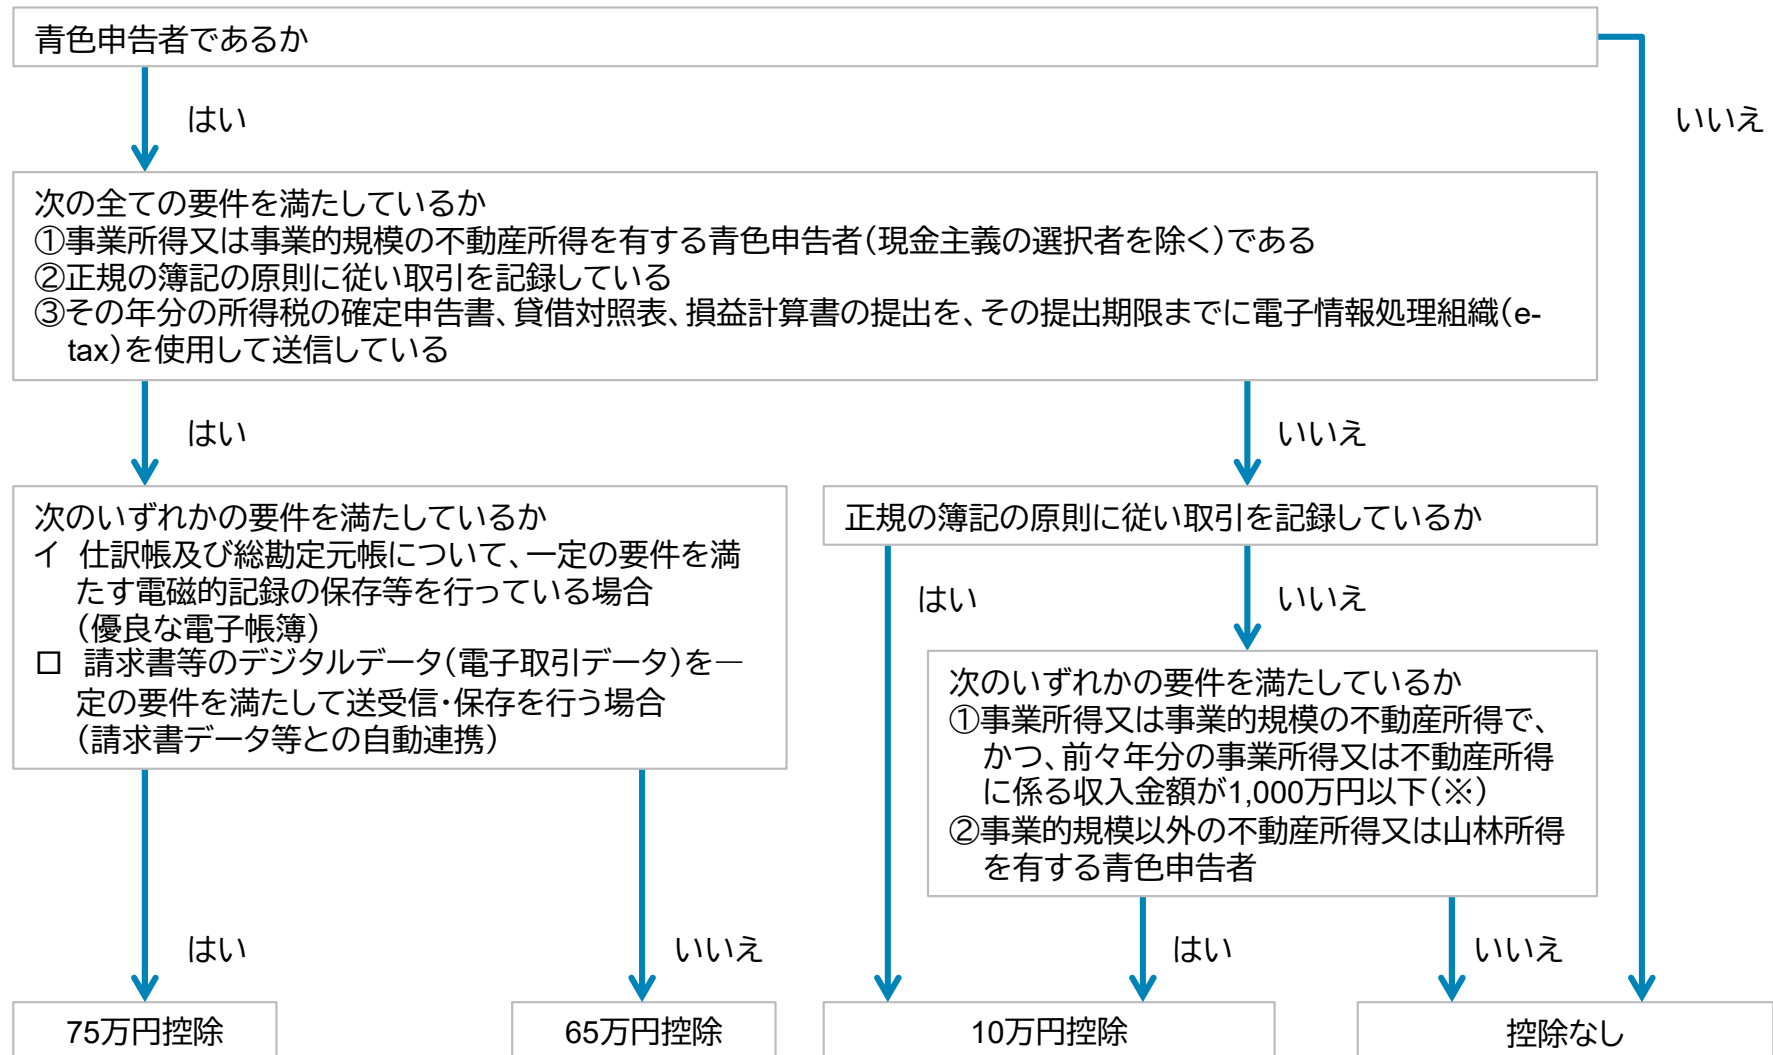 青色申告者であるか
はい
いいえ
次の全ての要件を満たしているか
①事業所得又は事業的規模の不動産所得を有する青色申告者(現金主義の選択者を除く)である
②正規の簿記の原則に従い取引を記録している
③その年分の所得税の確定申告書、貸借対照表、損益計算書の提出を、その提出期限までに電子情報処理組織(e-
tax)を使用して送信している
はい
いいえ
次のいずれかの要件を満たしているか
イ 仕訳帳及び総勘定元帳について、一定の要件を満
たす電磁的記録の保存等を行っている場合
(優良な電子帳簿)
ロ 請求書等のデジタルデータ(電子取引データ)を一
定の要件を満たして送受信・保存を行う場合
(請求書データ等との自動連携)
正規の簿記の原則に従い取引を記録しているか
はい
いいえ
次のいずれかの要件を満たしているか
①事業所得又は事業的規模の不動産所得で、
かつ、前々年分の事業所得又は不動産所得
に係る収入金額が1,000万円以下(※)
②事業的規模以外の不動産所得又は山林所得
を有する青色申告者
はい
いいえ
はい
いいえ
75万円控除
65万円控除
10万円控除
控除なし